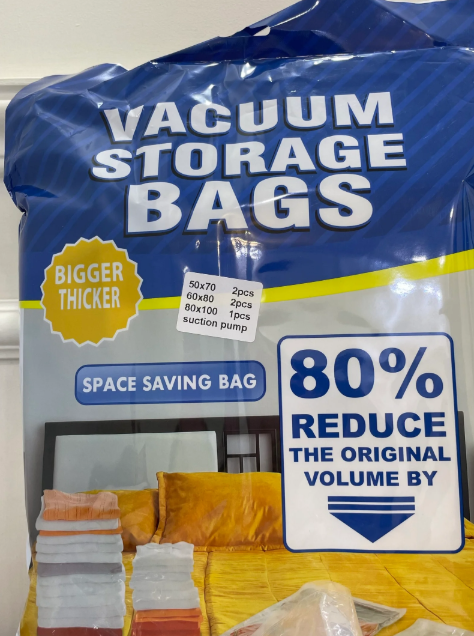 VACUUM
STORAGE
BAGS
BIGGER
THICKER
50x70 2pcs
60x80 2pcs
80x100 1pcs
suction pump
SPACE SAVING BAG
80%
REDUCE
THE ORIGINAL
VOLUME BY